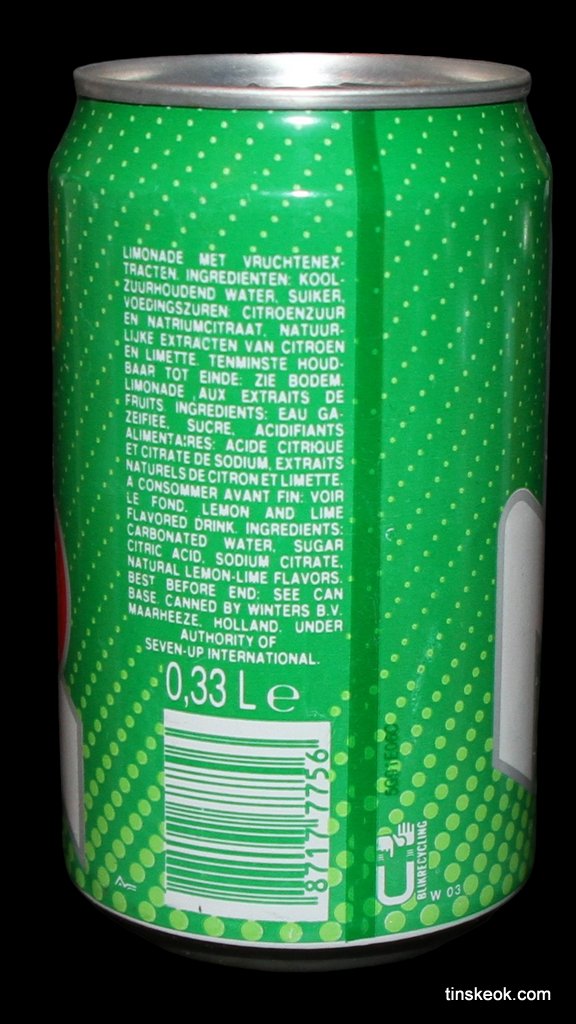 LIMONADE MET VRUCHTENEX-
TRACTEN. INGREDIENTEN: KOOL-
ZUURHOUDEND WATER, SUIKER,
VOEDINGSZUREN, CITROENZUUR
EN NATRIUMCITRAAT, NATUUR-
LIJKE EXTRACTEN VAN CITROEN
EN LIMETTE. TENMINSTE HOUD-
BAAR TOT EINDE: ZIE BODEM.
LIMONADE AUX EXTRAITS DE
FRUITS. INGREDIENTS: EAU GA-
ZEIFIEE, SUCRE, ACIDIFIANTS
ALIMENTAIRES: ACIDE CITRIQUE
ET CITRATE DE SODIUM, EXTRAITS
NATURELS DE CITRON ET LIMETTE.
A CONSOMMER AVANT FIN: VOIR
LE FOND. LEMON AND LIME
FLAVORED DRINK. INGREDIENTS:
CARBONATED WATER, SUGAR
CITRIC ACID, SODIUM CITRATE,
NATURAL LEMON-LIME FLAVORS.
BEST BEFORE END: SEE CAN
BASE. CANNED BY WINTERS B.V.
MAARHEEZE, HOLLAND. UNDER
AUTHORITY OF
SEVEN-UP INTERNATIONAL.
0,33 L e
8717 7756
BLIKRECYCLING
W 03
tinskeok.com